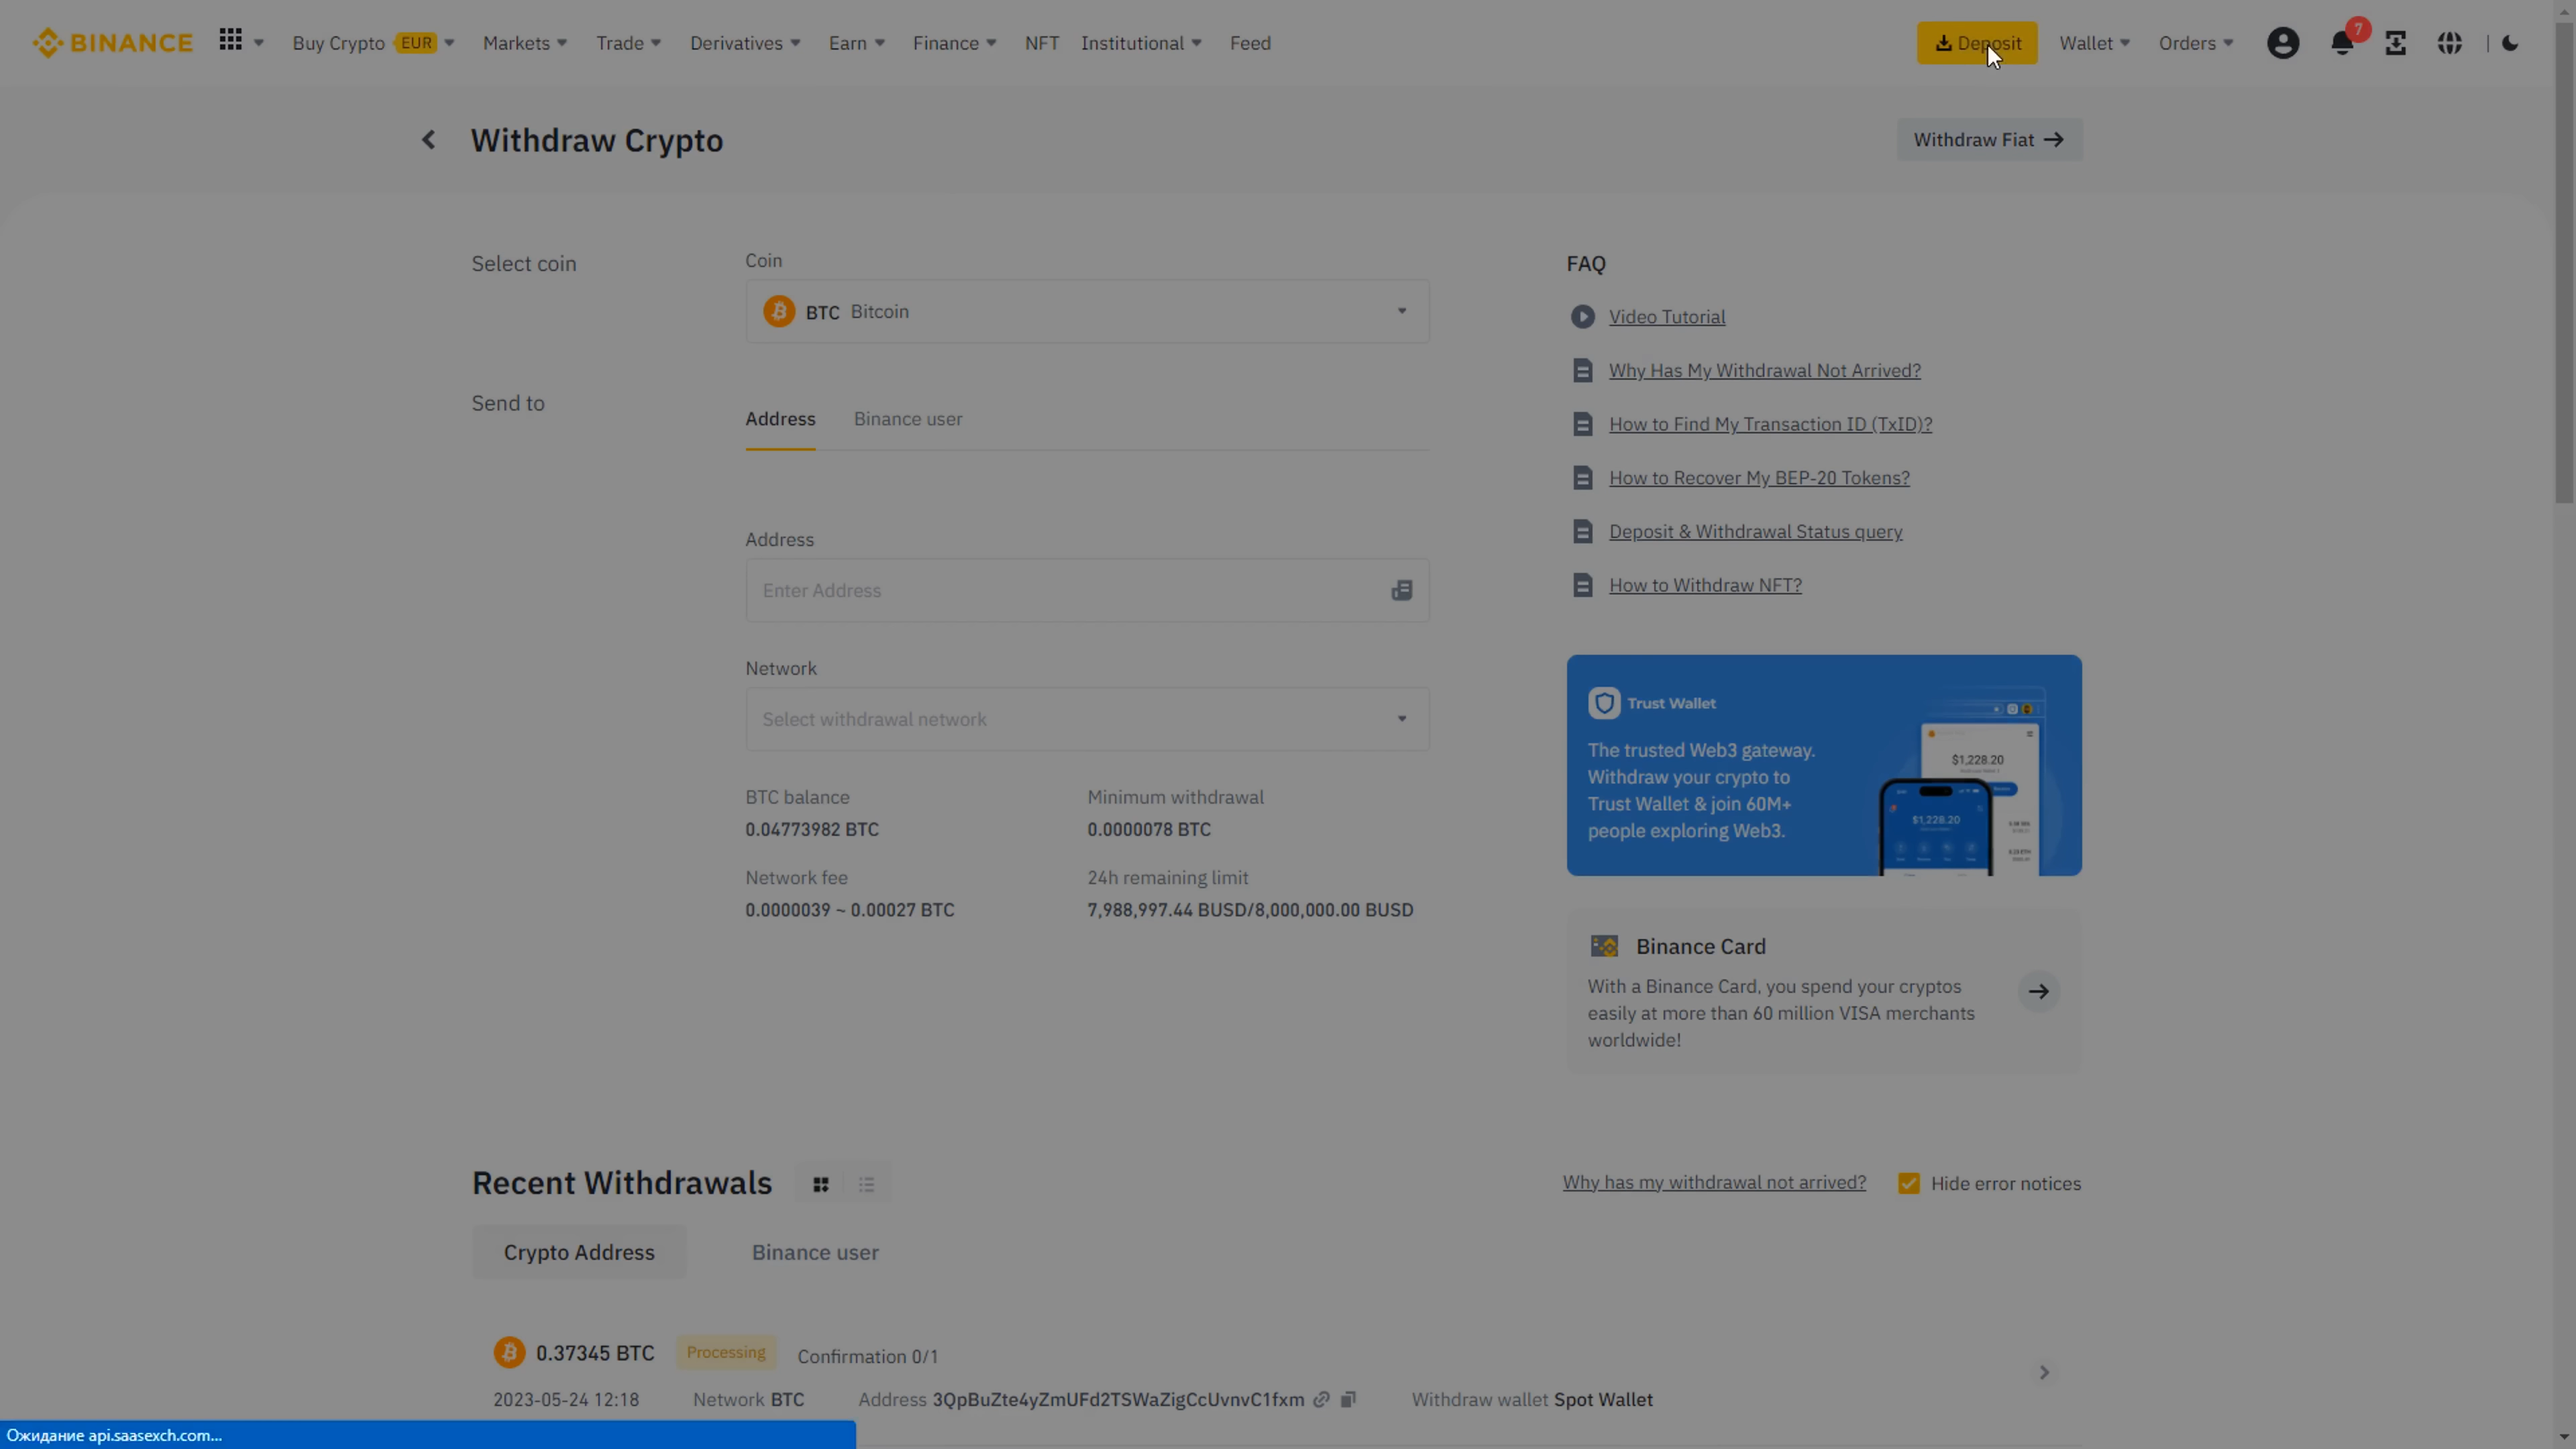 BINANCE
Buy Crypto EUR Markets Trade Derivatives Earn Finance NFT Institutional Feed
Deposit Wallet Orders 7
Withdraw Crypto
Withdraw Fiat
Select coin
Coin
BTC Bitcoin
Send to
Address Binance user
Address
Enter Address
Network
Select withdrawal network
BTC balance
0.04773982 BTC
Minimum withdrawal
0.0000078 BTC
Network fee
0.0000039 ~ 0.00027 BTC
24h remaining limit
7,988,997.44 BUSD/8,000,000.00 BUSD
FAQ
Video Tutorial
Why Has My Withdrawal Not Arrived?
How to Find My Transaction ID (TxID)?
How to Recover My BEP-20 Tokens?
Deposit & Withdrawal Status query
How to Withdraw NFT?
Trust Wallet
The trusted Web3 gateway.
Withdraw your crypto to
Trust Wallet & join 60M+
people exploring Web3.
$1,228.20
$1,228.20
Binance Card
With a Binance Card, you spend your cryptos
easily at more than 60 million VISA merchants
worldwide!
Recent Withdrawals
Why has my withdrawal not arrived? Hide error notices
Crypto Address Binance user
0.37345 BTC Processing Confirmation 0/1
2023-05-24 12:18 Network BTC Address 3QpBuZte4yZmUFd2TSWaZigCcUvnvC1fxm Withdraw wallet Spot Wallet
Ожидание api.saasexch.com...